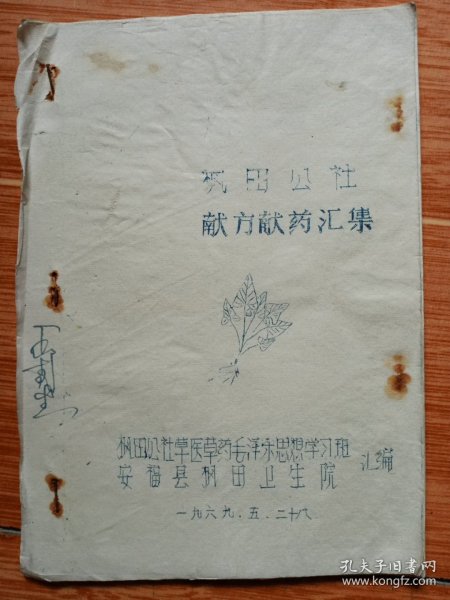 枫田公社
献方献药汇集
枫田公社草医草药毛泽东思想学习班
安福县枫田卫生院
汇编
一九六九.五.二十八
孔夫子旧书网
www.kongfz.com